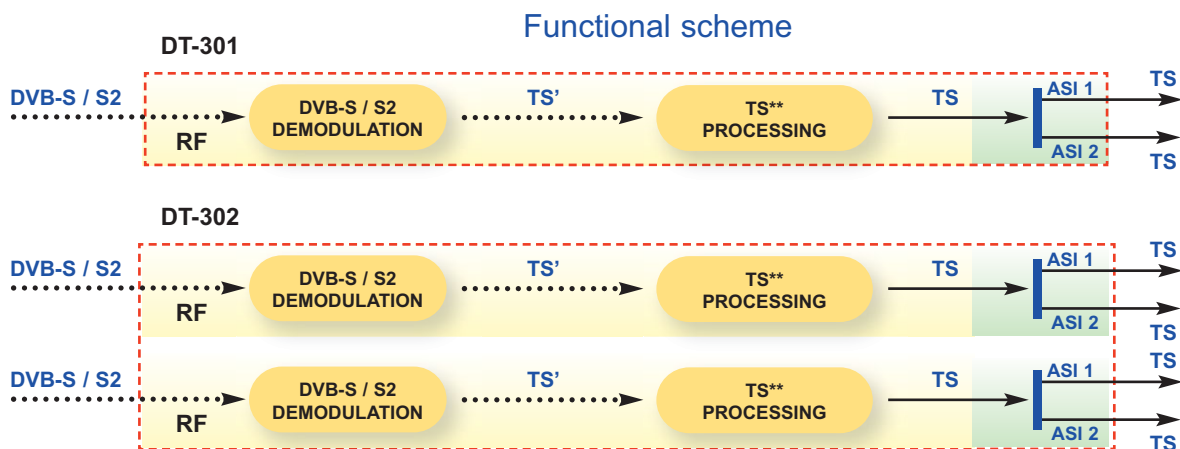 Functional scheme
DT-301
DVB-S / S2
RF
DVB-S / S2
DEMODULATION
TS’
TS**
PROCESSING
TS
ASI 1
ASI 2
TS
TS
DT-302
DVB-S / S2
RF
DVB-S / S2
DEMODULATION
TS’
TS**
PROCESSING
TS
ASI 1
ASI 2
TS
TS
DVB-S / S2
RF
DVB-S / S2
DEMODULATION
TS’
TS**
PROCESSING
TS
ASI 1
ASI 2
TS
TS